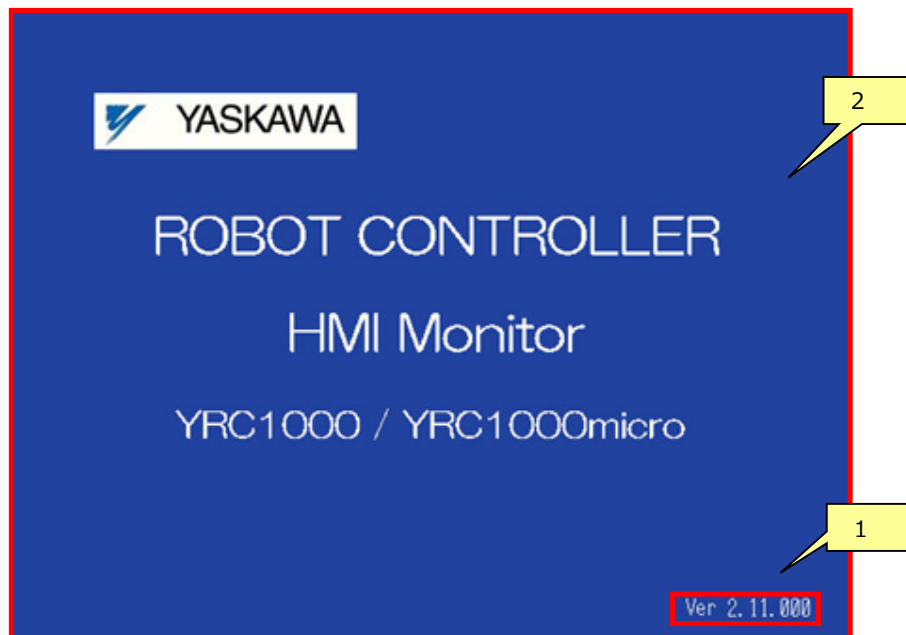 YASKAWA
2
ROBOT CONTROLLER
HMI Monitor
YRC1000 / YRC1000micro
1
Ver 2.11.000